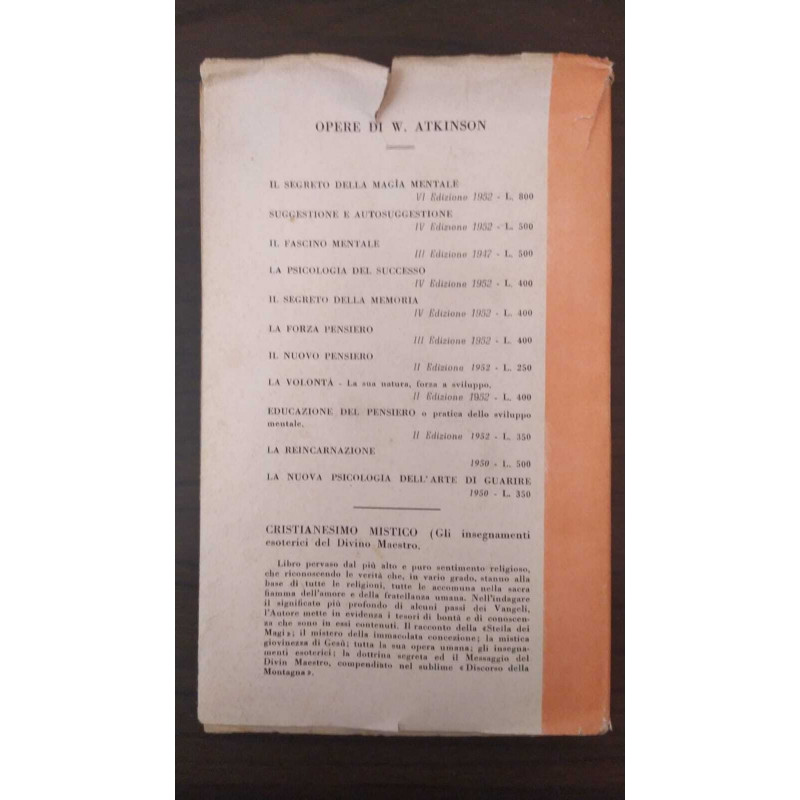 OPERE DI W. ATKINSON
IL SEGRETO DELLA MAGÌA MENTALE
VI Edizione 1952 - L. 800
SUGGESTIONE E AUTOSUGGESTIONE
IV Edizione 1952 - L. 500
IL FASCINO MENTALE
III Edizione 1947 - L. 500
LA PSICOLOGIA DEL SUCCESSO
IV Edizione 1952 - L. 400
IL SEGRETO DELLA MEMORIA
IV Edizione 1952 - L. 400
LA FORZA PENSIERO
III Edizione 1952 - L. 400
IL NUOVO PENSIERO
II Edizione 1952 - L. 250
LA VOLONTÀ - La sua natura, forza a sviluppo,
II Edizione 1952 - L. 400
EDUCAZIONE DEL PENSIERO o pratica dello sviluppo
mentale,
II Edizione 1952 - L. 350
LA REINCARNAZIONE
1950 - L. 500
LA NUOVA PSICOLOGIA DELL'ARTE DI GUARIRE
1950 - L. 350
CRISTIANESIMO MISTICO (Gli insegnamenti
esoterici del Divino Maestro,
Libro pervaso dal più alto e puro sentimento religioso,
che riconoscendo le verità che, in vario grado, stanno alla
base di tutte le religioni, tutte le accomuna nella sacra
fiamma dell'amore e della fratellanza umana. Nell'indagare
il significato più profondo di alcuni passi dei Vangeli,
l'Autore mette in evidenza i tesori di bontà e di conoscen-
za che sono in essi contenuti. Il racconto della «Stella dei
Magi»; il mistero della immacolata concezione; la mistica
giovinezza di Gesù; tutta la sua opera umana; gli insegna-
menti esoterici; la dottrina segreta ed il Messaggio del
Divin Maestro, compendiato nel sublime «Discorso della
Montagna».